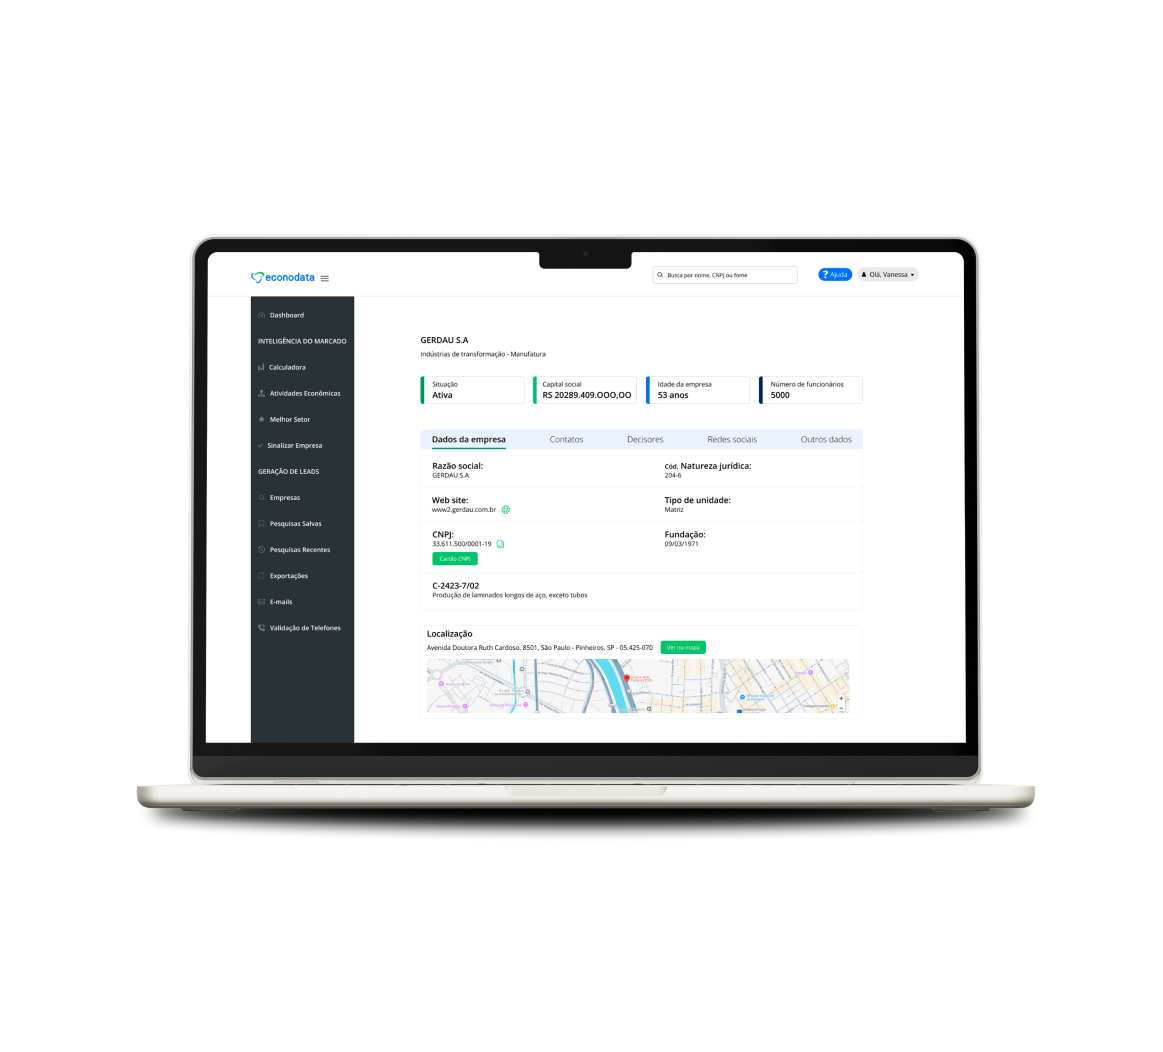 econodata
Busca por nome, CNPJ ou fome
? Ajuda
Olá, Vanessa
Dashboard
INTELIGÊNCIA DO MARCADO
Calculadora
Atividades Econômicas
Melhor Setor
Sinalizar Empresa
GERAÇÃO DE LEADS
Empresas
Pesquisas Salvas
Pesquisas Recentes
Exportações
E-mails
Validação de Telefones
GERDAU S.A
Indústrias de transformação - Manufatura
Situação
Ativa
Capital social
RS 20289.409.OOO,OO
Idade da empresa
53 anos
Número de funcionários
5000
Dados da empresa
Contatos
Decisores
Redes sociais
Outros dados
Razão social:
GERDAU S.A
Cód. Natureza jurídica:
204-6
Web site:
www2.gerdau.com.br
Tipo de unidade:
Matriz
CNPJ:
33.611.500/0001-19
Cartão CNPJ
Fundação:
09/03/1971
C-2423-7/02
Produção de laminados longos de aço, exceto tubos
Localização
Avenida Doutora Ruth Cardoso. 8501, São Paulo - Pinheiros, SP - 05.425-070
Ver no mapa